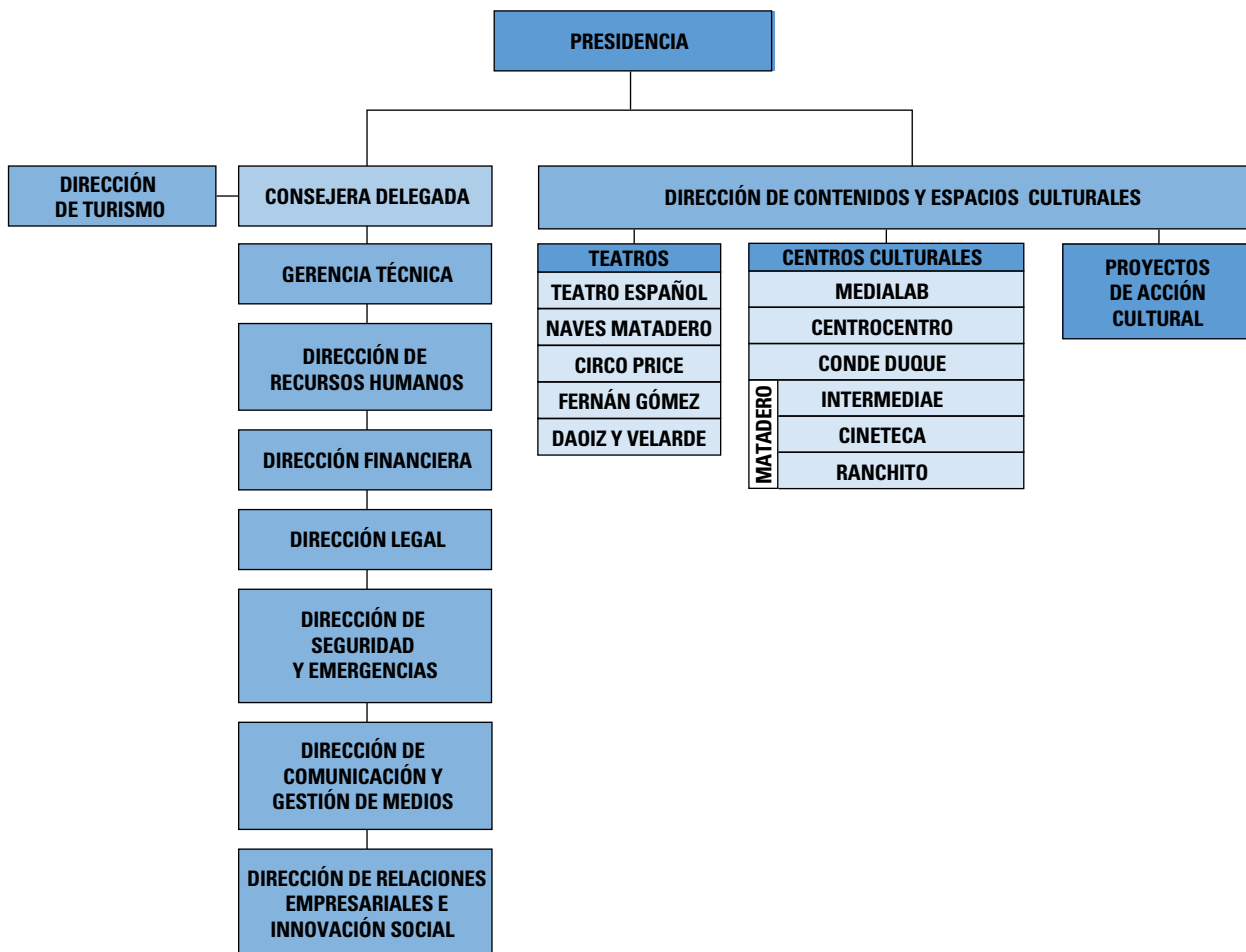 PRESIDENCIA
DIRECCIÓN
DE TURISMO
CONSEJERA DELEGADA
GERENCIA TÉCNICA
DIRECCIÓN DE
RECURSOS HUMANOS
DIRECCIÓN FINANCIERA
DIRECCIÓN LEGAL
DIRECCIÓN DE
SEGURIDAD
Y EMERGENCIAS
DIRECCIÓN DE
COMUNICACIÓN Y
GESTIÓN DE MEDIOS
DIRECCIÓN DE RELACIONES
EMPRESARIALES E
INNOVACIÓN SOCIAL
DIRECCIÓN DE CONTENIDOS Y ESPACIOS CULTURALES
TEATROS
TEATRO ESPAÑOL
NAVES MATADERO
CIRCO PRICE
FERNÁN GÓMEZ
DAOIZ Y VELARDE
CENTROS CULTURALES
MEDIALAB
CENTROCENTRO
CONDE DUQUE
MATADERO
INTERMEDIAE
CINETECA
RANCHITO
PROYECTOS
DE ACCIÓN
CULTURAL